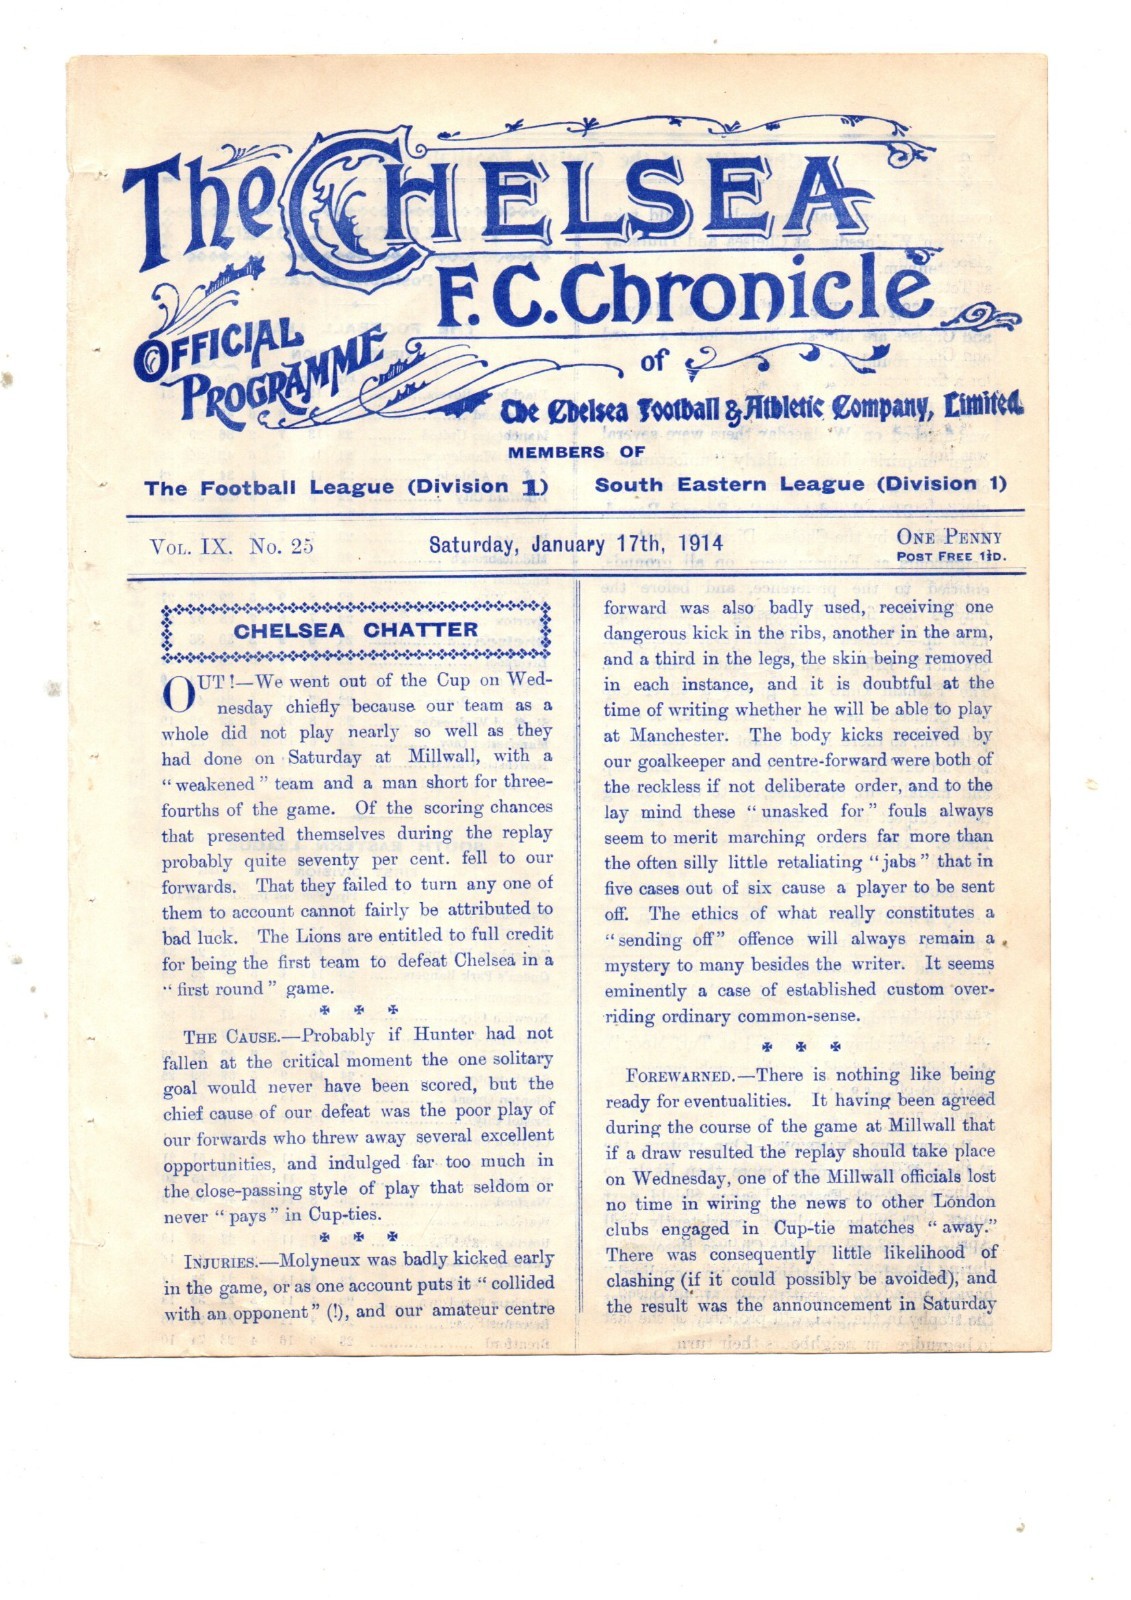 The CHELSEA
F.C. Chronicle
OFFICIAL
PROGRAMME
of
The Chelsea Football & Athletic Company, Limited.
MEMBERS OF
The Football League (Division 1)    South Eastern League (Division 1)
VOL. IX. No. 25    Saturday, January 17th, 1914    ONE PENNY
POST FREE 1½D.
CHELSEA CHATTER
OUT!—We went out of the Cup on Wed-
nesday chiefly because our team as a
whole did not play nearly so well as they
had done on Saturday at Millwall, with a
“weakened” team and a man short for three-
fourths of the game. Of the scoring chances
that presented themselves during the replay
probably quite seventy per cent. fell to our
forwards. That they failed to turn any one of
them to account cannot fairly be attributed to
bad luck. The Lions are entitled to full credit
for being the first team to defeat Chelsea in a
“first round” game.
THE CAUSE.—Probably if Hunter had not
fallen at the critical moment the one solitary
goal would never have been scored, but the
chief cause of our defeat was the poor play of
our forwards who threw away several excellent
opportunities, and indulged far too much in
the close-passing style of play that seldom or
never “pays” in Cup-ties.
INJURIES.—Molyneux was badly kicked early
in the game, or as one account puts it “collided
with an opponent” (!), and our amateur centre
forward was also badly used, receiving one
dangerous kick in the ribs, another in the arm,
and a third in the legs, the skin being removed
in each instance, and it is doubtful at the
time of writing whether he will be able to play
at Manchester. The body kicks received by
our goalkeeper and centre-forward were both of
the reckless if not deliberate order, and to the
lay mind these “unasked for” fouls always
seem to merit marching orders far more than
the often silly little retaliating “jabs” that in
five cases out of six cause a player to be sent
off. The ethics of what really constitutes a
“sending off” offence will always remain a
mystery to many besides the writer. It seems
eminently a case of established custom over-
riding ordinary common-sense.
FOREWARNED.—There is nothing like being
ready for eventualities. It having been agreed
during the course of the game at Millwall that
if a draw resulted the replay should take place
on Wednesday, one of the Millwall officials lost
no time in wiring the news to other London
clubs engaged in Cup-tie matches “away.”
There was consequently little likelihood of
clashing (if it could possibly be avoided), and
the result was the announcement in Saturday